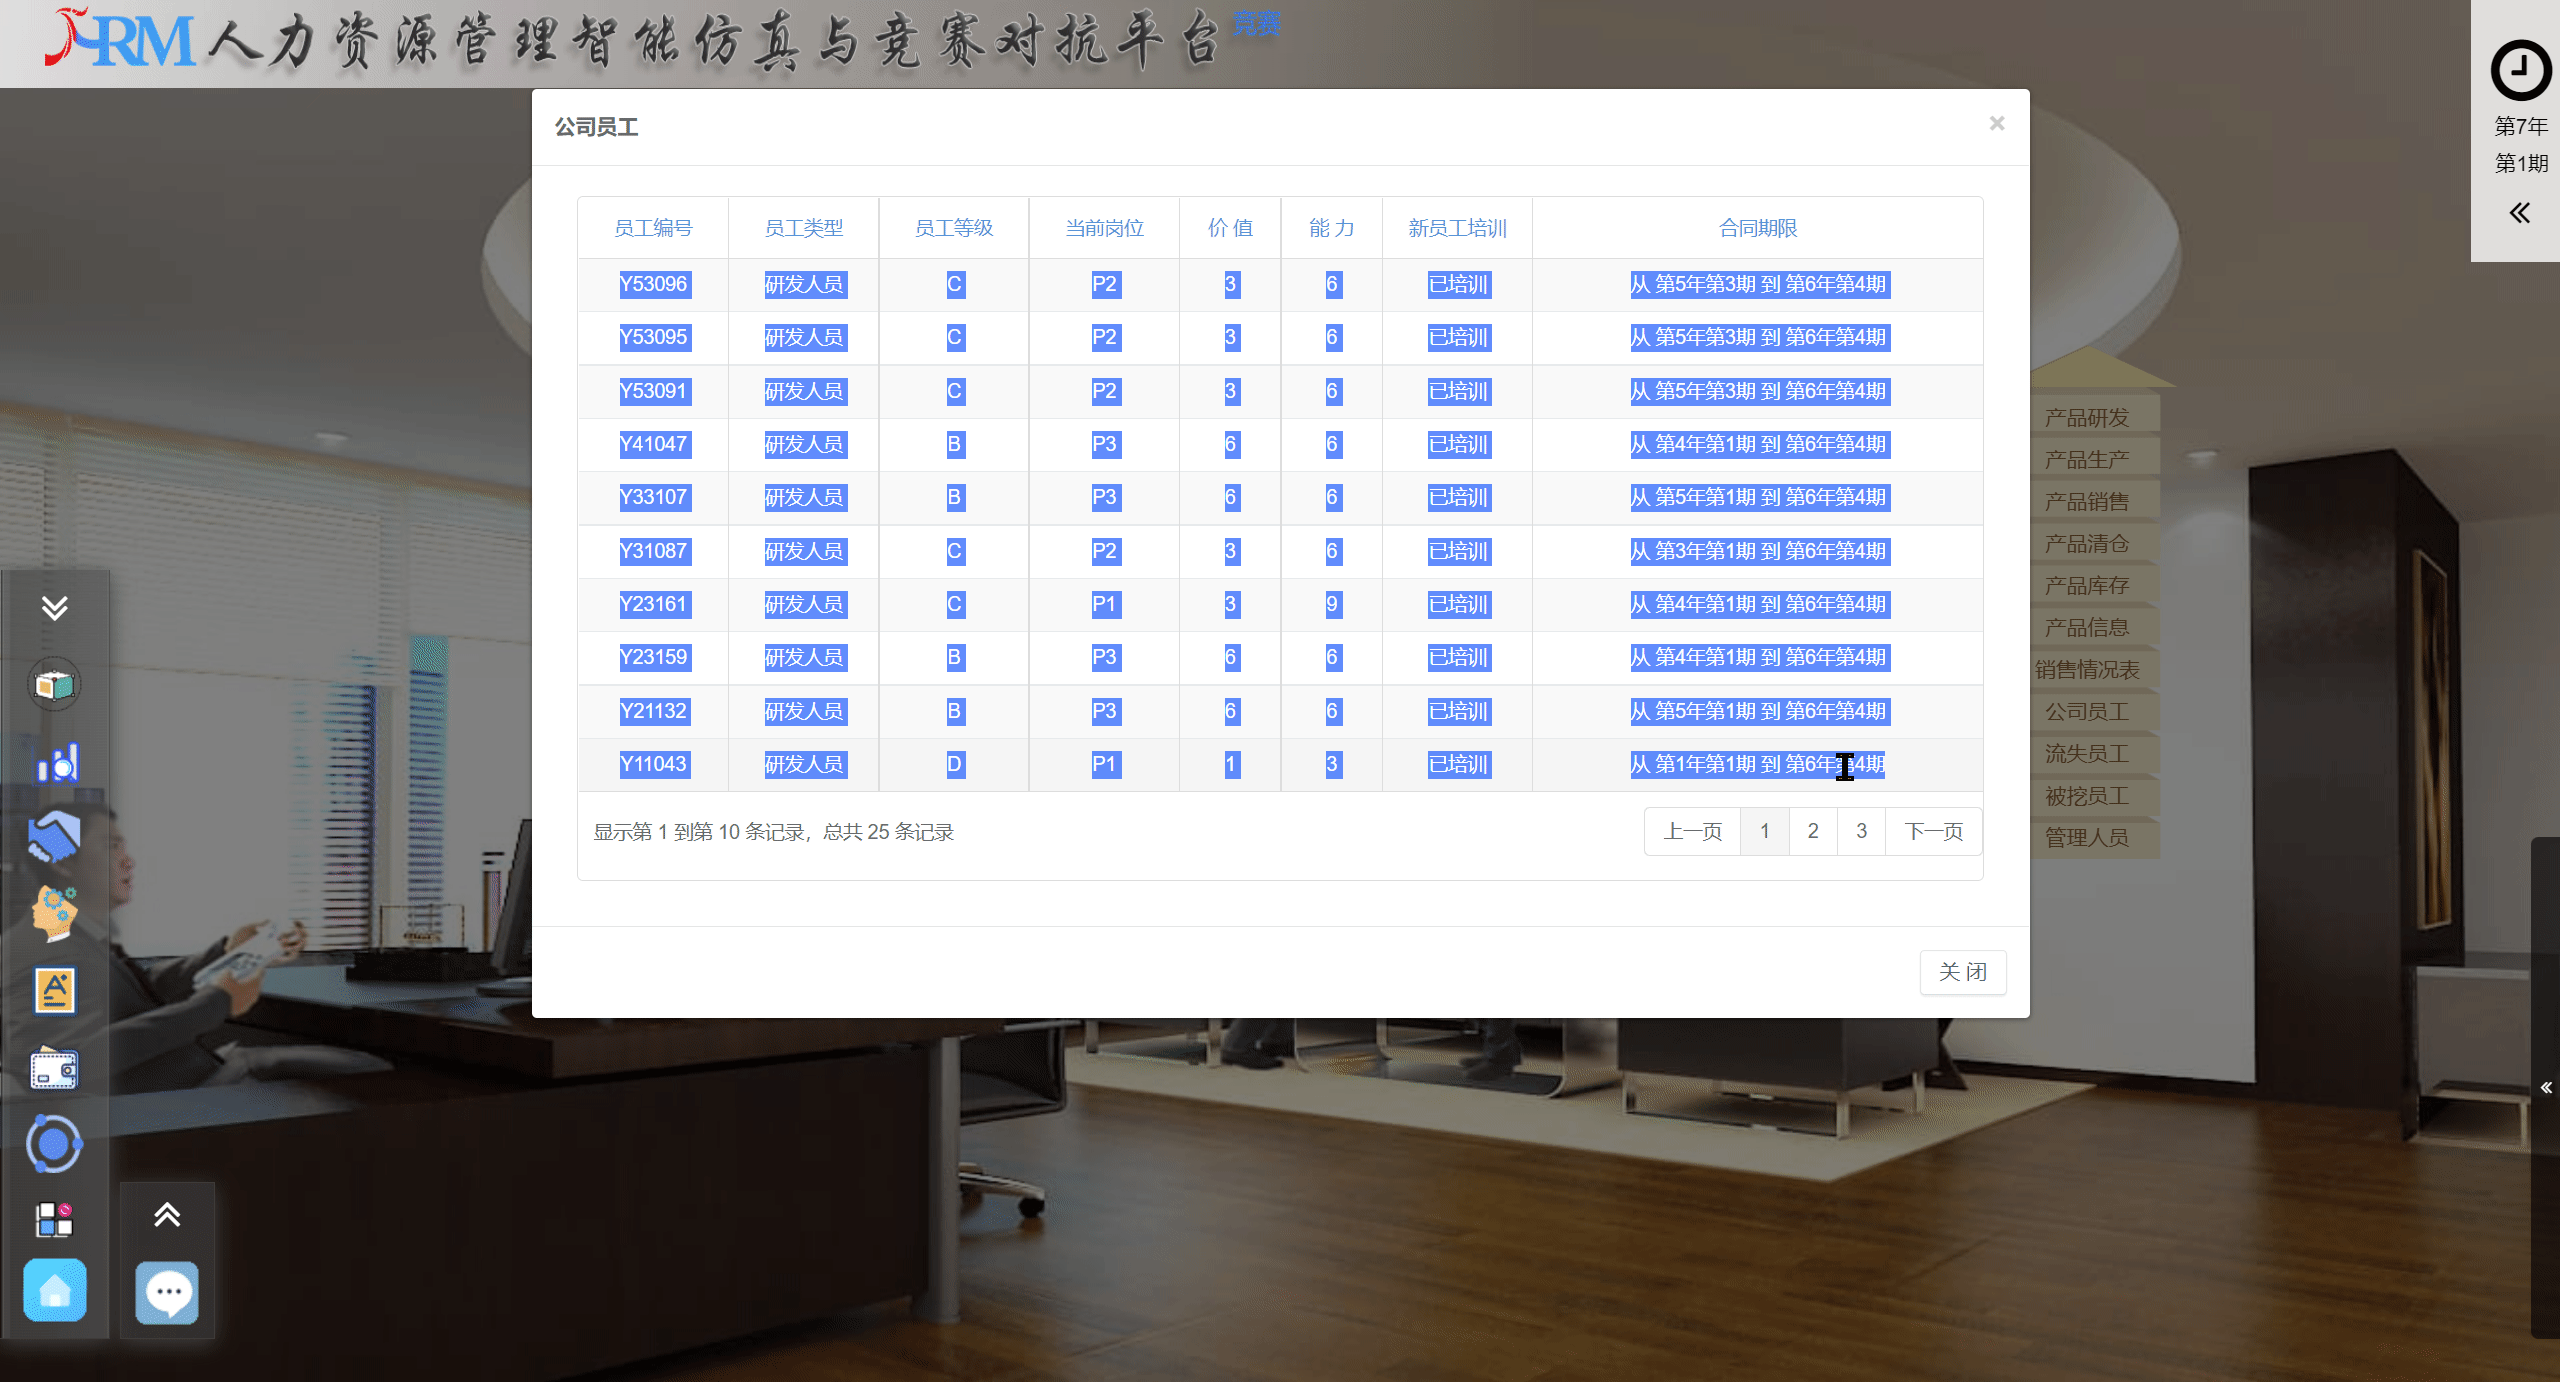 HRM人力资源管理智能仿真与竞赛对抗平台 竞赛
第7年
第1期
公司员工
×
员工编号 员工类型 员工等级 当前岗位 价 值 能 力 新员工培训 合同期限
Y53096 研发人员 C P2 3 6 已培训 从 第5年第3期 到 第6年第4期
Y53095 研发人员 C P2 3 6 已培训 从 第5年第3期 到 第6年第4期
Y53091 研发人员 C P2 3 6 已培训 从 第5年第3期 到 第6年第4期
Y41047 研发人员 B P3 6 6 已培训 从 第4年第1期 到 第6年第4期
Y33107 研发人员 B P3 6 6 已培训 从 第5年第1期 到 第6年第4期
Y31087 研发人员 C P2 3 6 已培训 从 第3年第1期 到 第6年第4期
Y23161 研发人员 C P1 3 9 已培训 从 第4年第1期 到 第6年第4期
Y23159 研发人员 B P3 6 6 已培训 从 第4年第1期 到 第6年第4期
Y21132 研发人员 B P3 6 6 已培训 从 第5年第1期 到 第6年第4期
Y11043 研发人员 D P1 1 3 已培训 从 第1年第1期 到 第6年第4期
显示第 1 到第 10 条记录，总共 25 条记录
上一页 1 2 3 下一页
关 闭
产品研发
产品生产
产品销售
产品清仓
产品库存
产品信息
销售情况表
公司员工
流失员工
被挖员工
管理人员